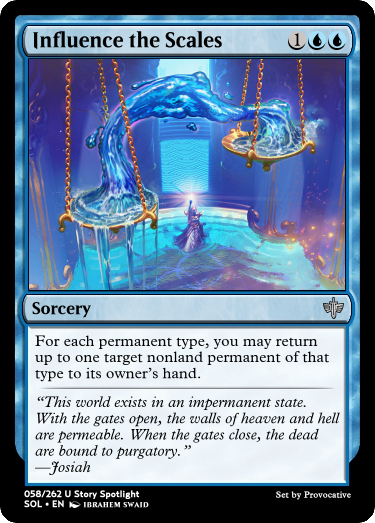 Influence the Scales 1
Sorcery
For each permanent type, you may return
up to one target nonland permanent of that
type to its owner's hand.
“This world exists in an impermanent state.
With the gates open, the walls of heaven and hell
are permeable. When the gates close, the dead
are bound to purgatory.”
—Josiah
058/262 U Story Spotlight
SOL • EN IBRAHEM SWAID
Set by Provocative